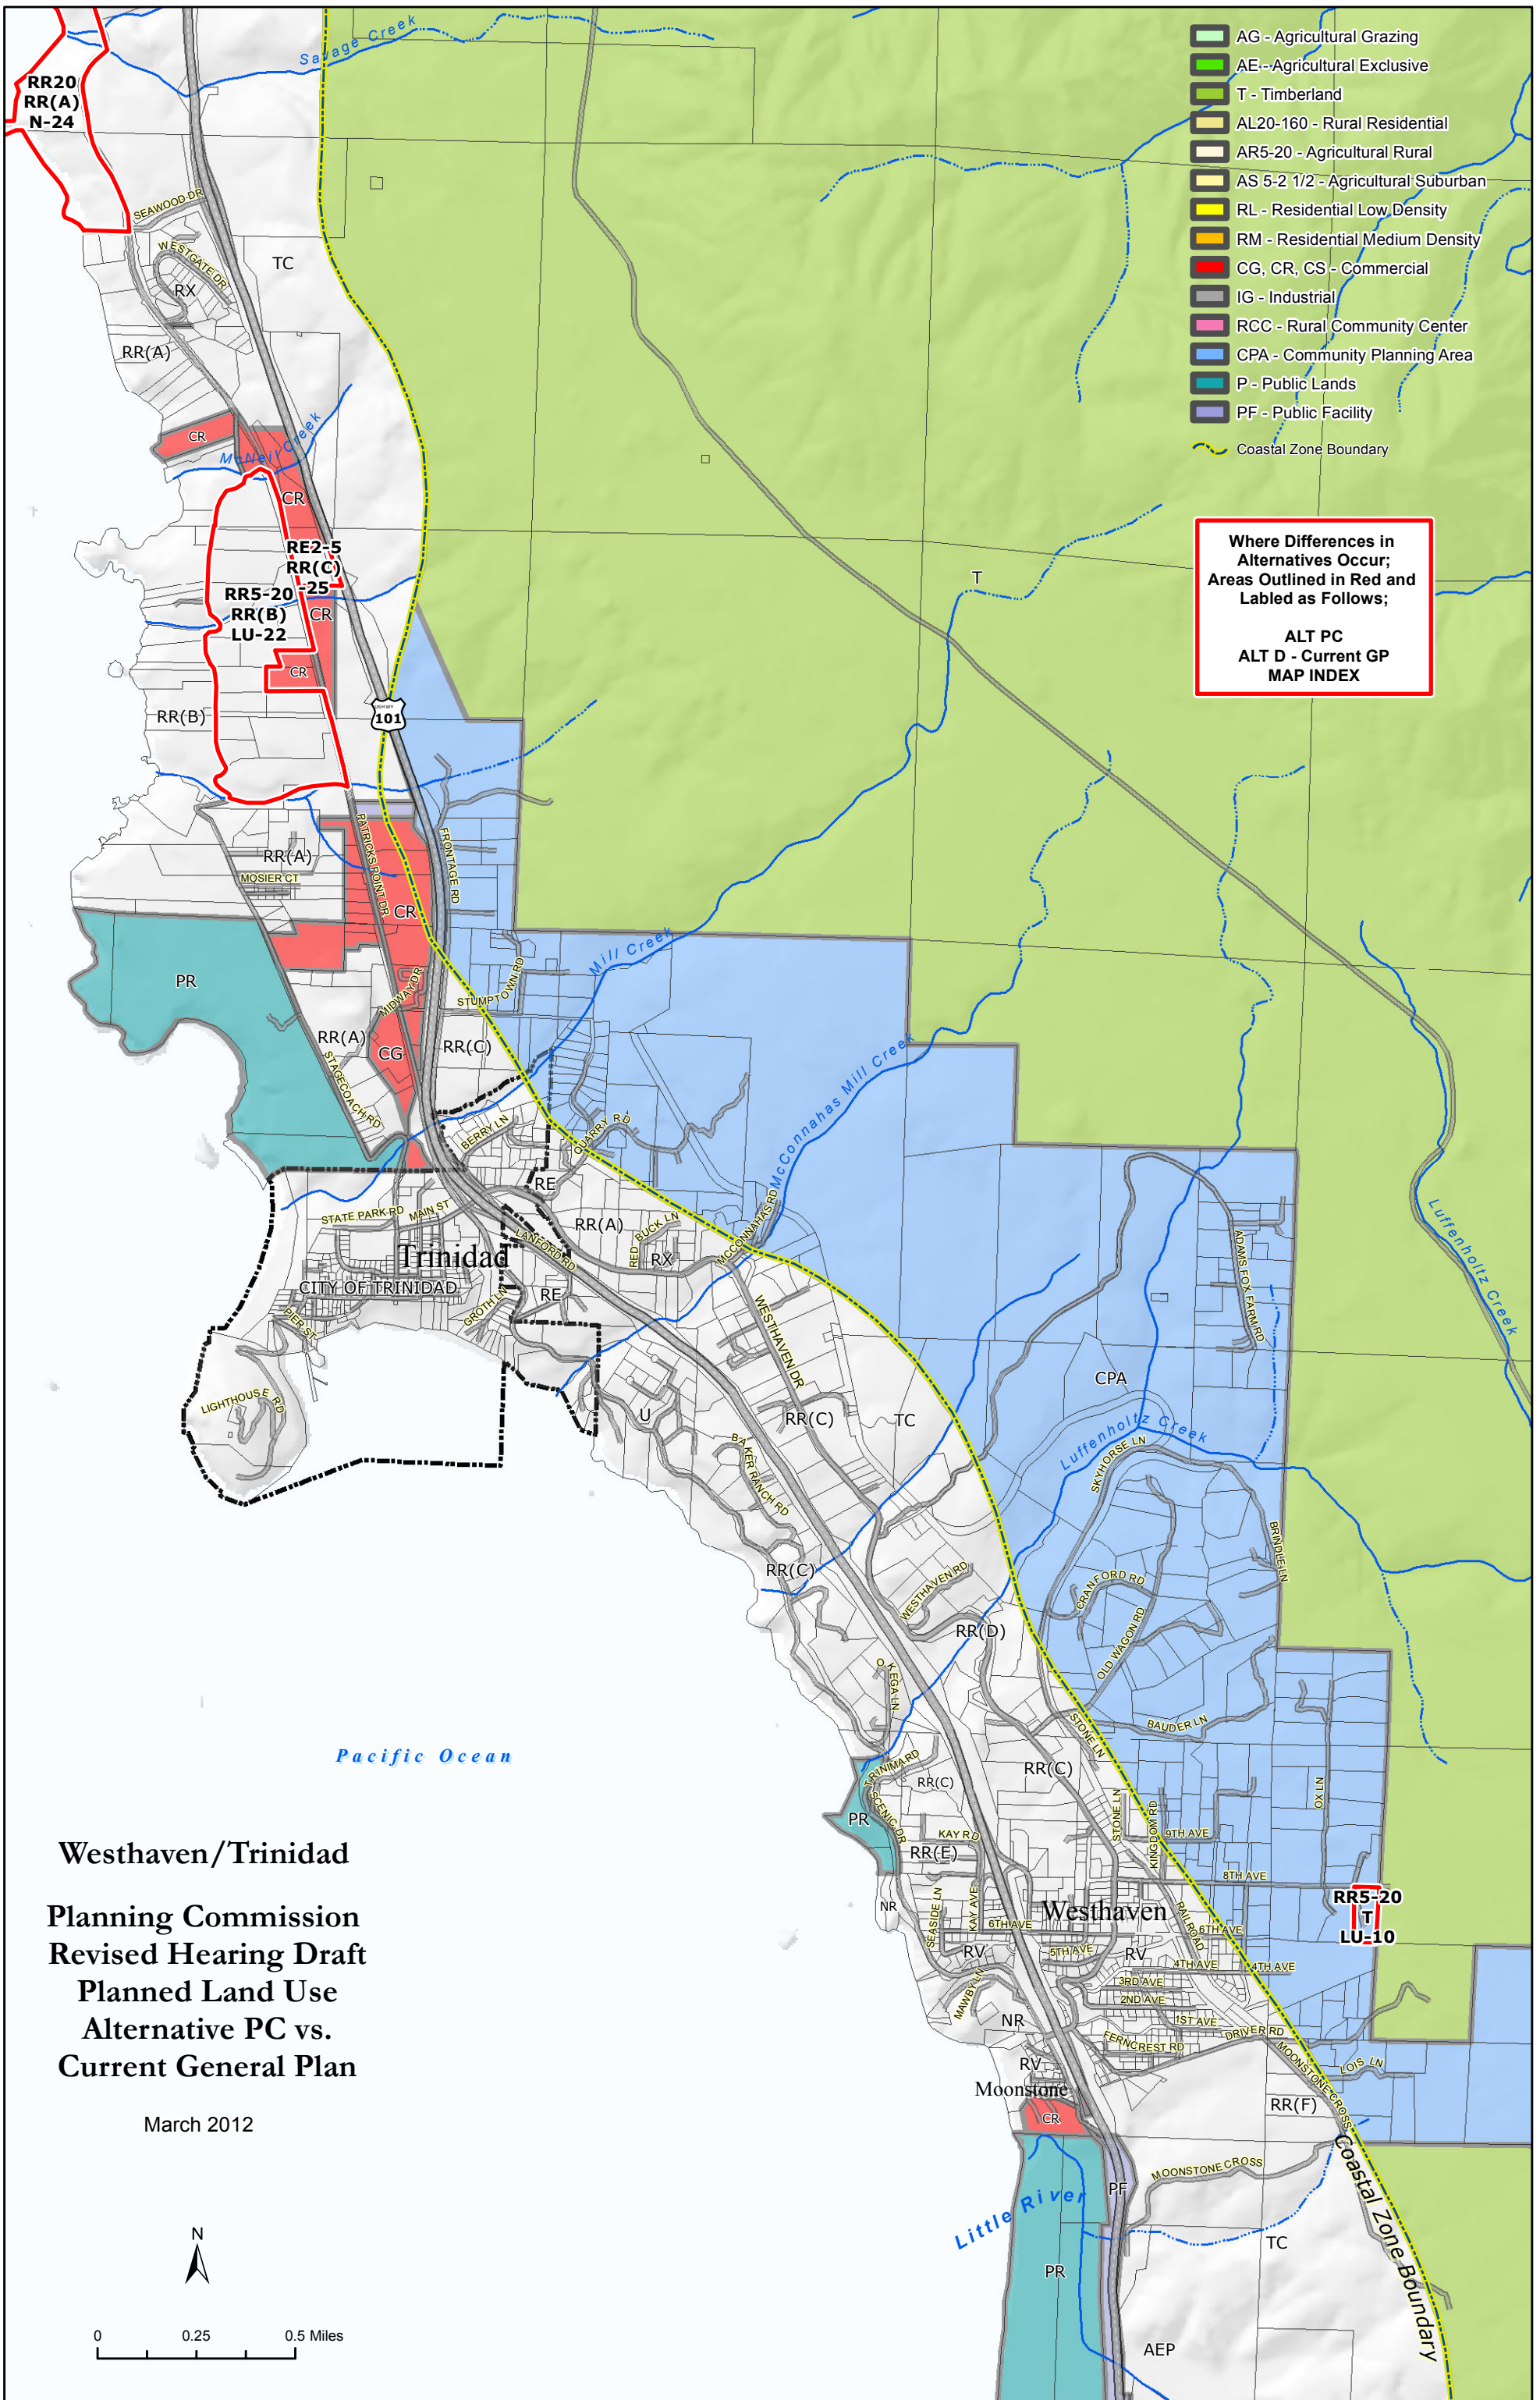 Savage Creek
AG - Agricultural Grazing
AE - Agricultural Exclusive
T - Timberland
AL20-160 - Rural Residential
AR5-20 - Agricultural Rural
AS 5-2 1/2 - Agricultural Suburban
RL - Residential Low Density
RM - Residential Medium Density
CG, CR, CS - Commercial
IG - Industrial
RCC - Rural Community Center
CPA - Community Planning Area
P - Public Lands
PF - Public Facility
Coastal Zone Boundary
Where Differences in
Alternatives Occur;
Areas Outlined in Red and
Labled as Follows;
ALT PC
ALT D - Current GP
MAP INDEX
RR20
RR(A)
N-24
SEAWOOD DR
WESTGATE DR
TC
RX
RR(A)
CR
McNeil Creek
CR
RE2-5
RR(C)
-25
RR5-20
RR(B)
LU-22
CR
CR
T
RR(B)
101
PATRICKS POINT DR
FRONTAGE RD
RR(A)
MOSIER CT
CR
PR
Mill Creek
STUMPTOWN RD
MIDWAY DR
RR(A)
CG
RR(C)
STAGECOACH RD
McConnahas Mill Creek
BERRY LN
QUARRY RD
RE
STATE PARK RD
MAIN ST
RR(A)
RED BUCK LN
RX
MCCONNAHAS RD
LANFORD RD
Trinidad
CITY OF TRINIDAD
RE
GROTH LN
PIER ST
WESTHAVEN DR
ADAMS FOX FARM RD
Luffenholtz Creek
LIGHTHOUSE RD
U
CPA
RR(C)
TC
BAKER RANCH RD
Luffenholtz Creek
SKYHORSE LN
BRINDLE LN
RR(C)
WESTHAVEN RD
CRANFORD RD
OLD WAGON RD
RR(D)
O KEGA LN
STONE LN
BAUDER LN
Pacific Ocean
TRINIMA RD
RR(C)
RR(C)
SCENIC DR
PR
STONE LN
KINGDOM RD
OX LN
9TH AVE
KAY RD
RR(E)
8TH AVE
RR5-20
T
LU-10
NR
SEASIDE LN
KAY AVE
6TH AVE
Westhaven
RAILROAD
6TH AVE
RV
5TH AVE
RV
4TH AVE
4TH AVE
3RD AVE
2ND AVE
MAWBY LN
NR
1ST AVE
DRIVER RD
FERNCREST RD
MOONSTONE CROSS
LOIS LN
RV
Moonstone
RR(F)
CR
MOONSTONE CROSS
PF
Little River
Coastal Zone Boundary
TC
PR
AEP
Westhaven/Trinidad
Planning Commission
Revised Hearing Draft
Planned Land Use
Alternative PC vs.
Current General Plan
March 2012
N
0 0.25 0.5 Miles